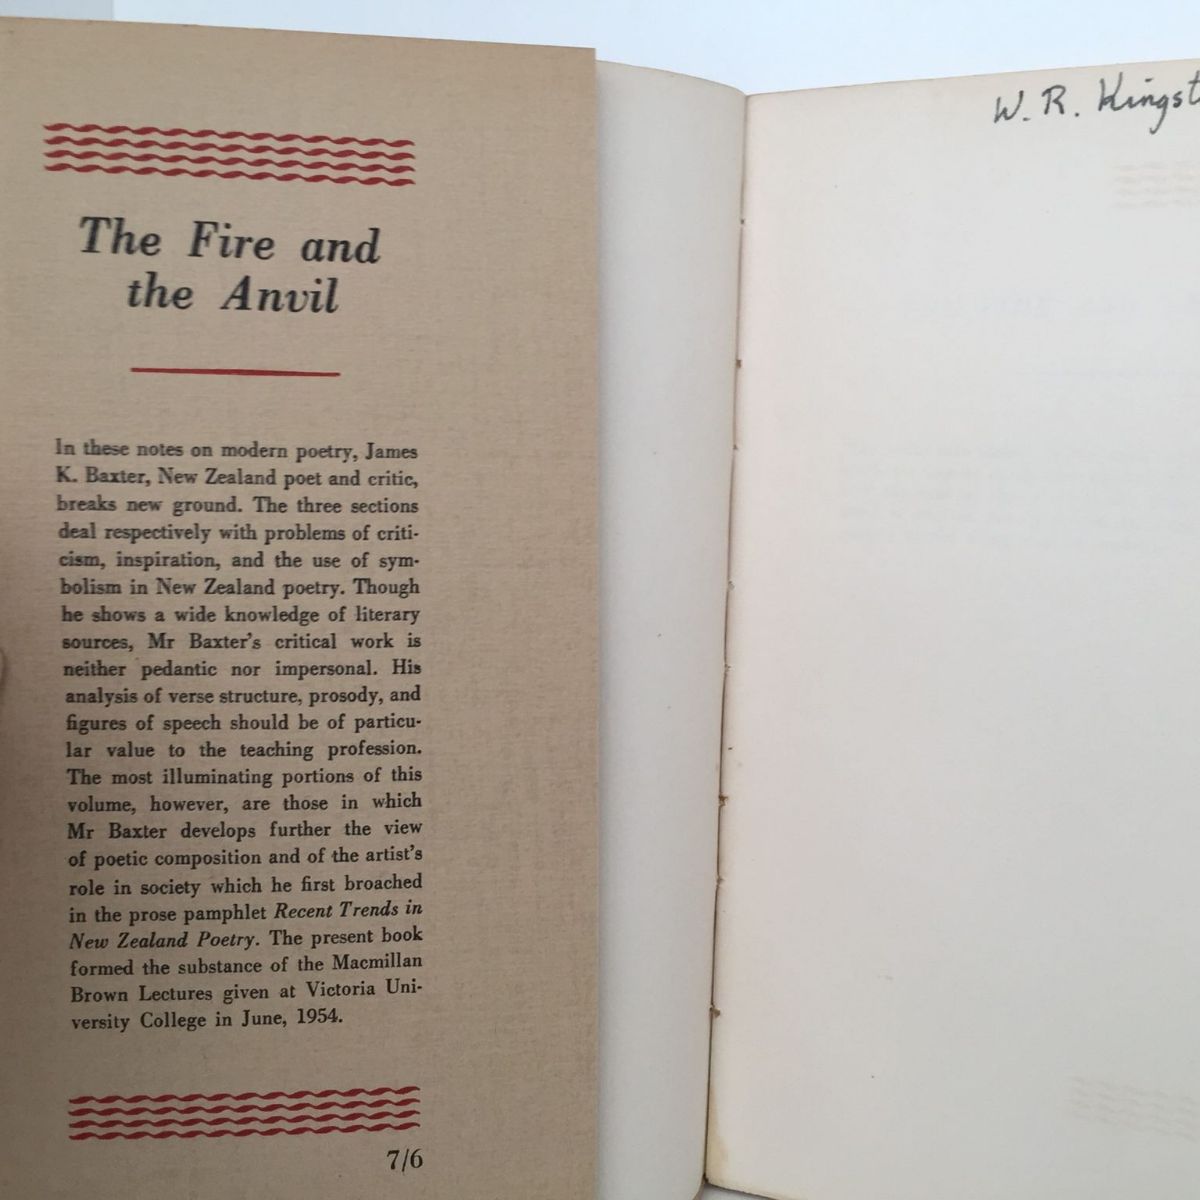 The Fire and
the Anvil
In these notes on modern poetry, James
K. Baxter, New Zealand poet and critic,
breaks new ground. The three sections
deal respectively with problems of criti-
cism, inspiration, and the use of sym-
bolism in New Zealand poetry. Though
he shows a wide knowledge of literary
sources, Mr Baxter's critical work is
neither pedantic nor impersonal. His
analysis of verse structure, prosody, and
figures of speech should be of particu-
lar value to the teaching profession.
The most illuminating portions of this
volume, however, are those in which
Mr Baxter develops further the view
of poetic composition and of the artist's
role in society which he first broached
in the prose pamphlet Recent Trends in
New Zealand Poetry. The present book
formed the substance of the Macmillan
Brown Lectures given at Victoria Uni-
versity College in June, 1954.
7/6
W. R. Kingst